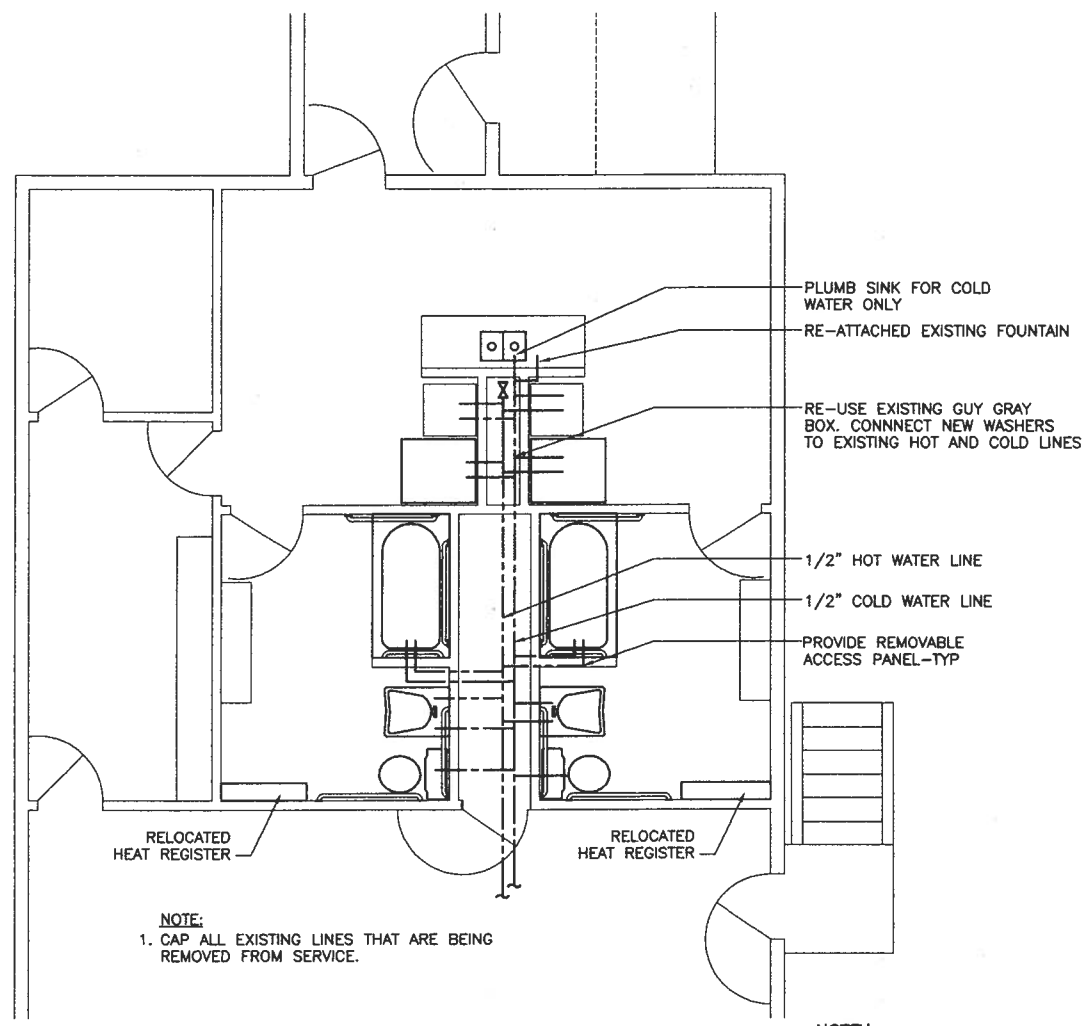 PLUMB SINK FOR COLD
WATER ONLY
RE-ATTACHED EXISTING FOUNTAIN
RE-USE EXISTING GUY GRAY
BOX. CONNNECT NEW WASHERS
TO EXISTING HOT AND COLD LINES
1/2" HOT WATER LINE
1/2" COLD WATER LINE
PROVIDE REMOVABLE
ACCESS PANEL-TYP
RELOCATED
HEAT REGISTER
RELOCATED
HEAT REGISTER
NOTE:
1. CAP ALL EXISTING LINES THAT ARE BEING
REMOVED FROM SERVICE.